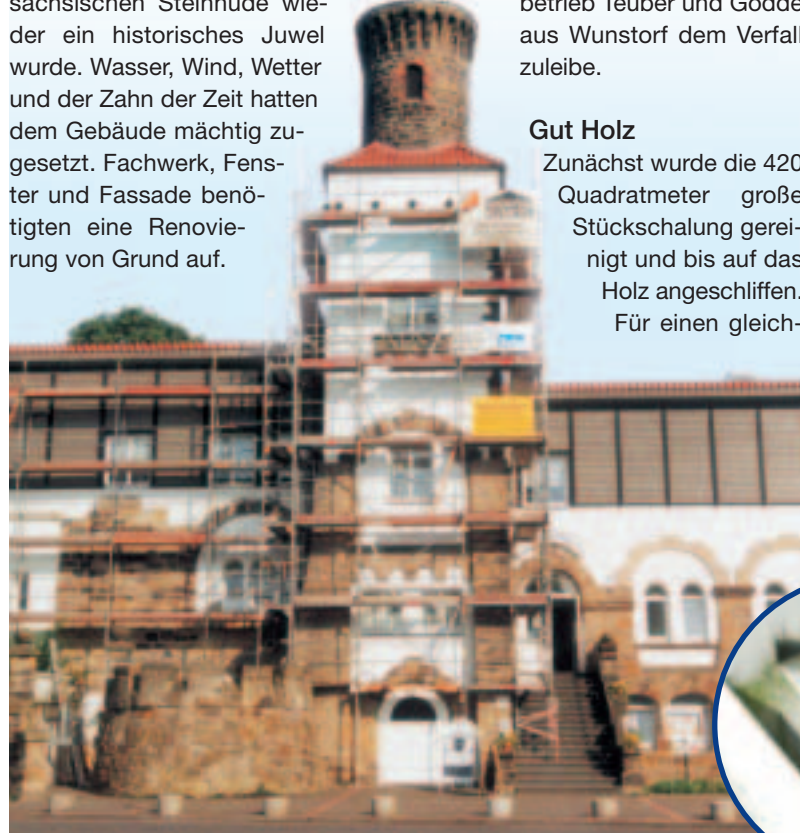 sächsischen Steinhude wie-
der ein historisches Juwel
wurde. Wasser, Wind, Wetter
und der Zahn der Zeit hatten
dem Gebäude mächtig zu-
gesetzt. Fachwerk, Fens-
ter und Fassade benö-
tigten eine Renovie-
rung von Grund auf.
betrieb Teuber und Gödde
aus Wunstorf dem Verfall
zuleibe.
Gut Holz
Zunächst wurde die 420
Quadratmeter große
Stückschalung gerei-
nigt und bis auf das
Holz angeschliffen.
Für einen gleich-